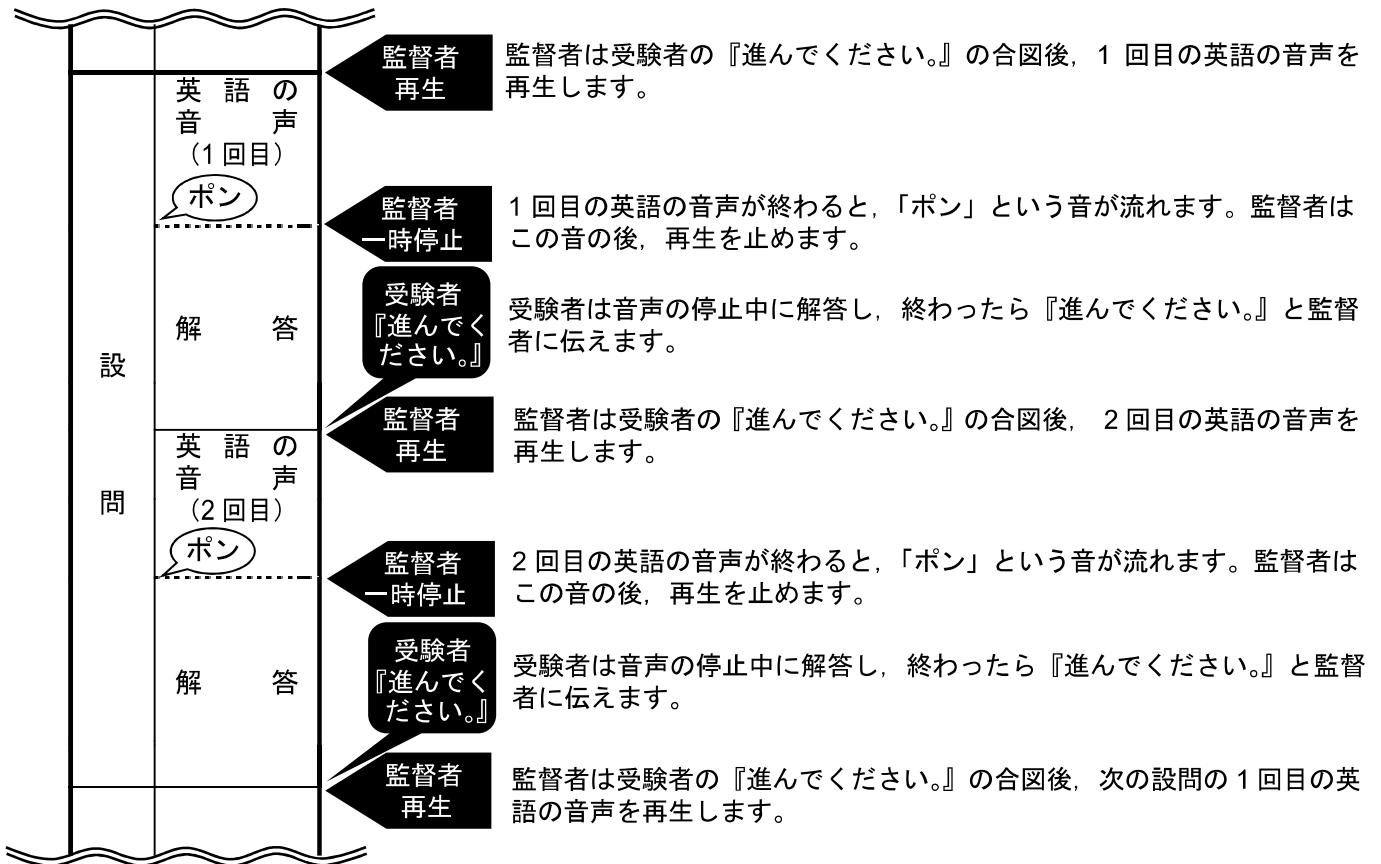 監督者
再生
監督者は受験者の『進んでください。』の合図後，1 回目の英語の音声を
再生します。
英語の
音声
（1 回目）
ポン
監督者
一時停止
1 回目の英語の音声が終わると，「ポン」という音が流れます。監督者は
この音の後，再生を止めます。
解答
受験者
『進んでく
ださい。』
受験者は音声の停止中に解答し，終わったら『進んでください。』と監督
者に伝えます。
設問
監督者
再生
監督者は受験者の『進んでください。』の合図後， 2 回目の英語の音声を
再生します。
英語の
音声
（2 回目）
ポン
監督者
一時停止
2 回目の英語の音声が終わると，「ポン」という音が流れます。監督者は
この音の後，再生を止めます。
解答
受験者
『進んでく
ださい。』
受験者は音声の停止中に解答し，終わったら『進んでください。』と監督
者に伝えます。
監督者
再生
監督者は受験者の『進んでください。』の合図後，次の設問の 1 回目の英
語の音声を再生します。